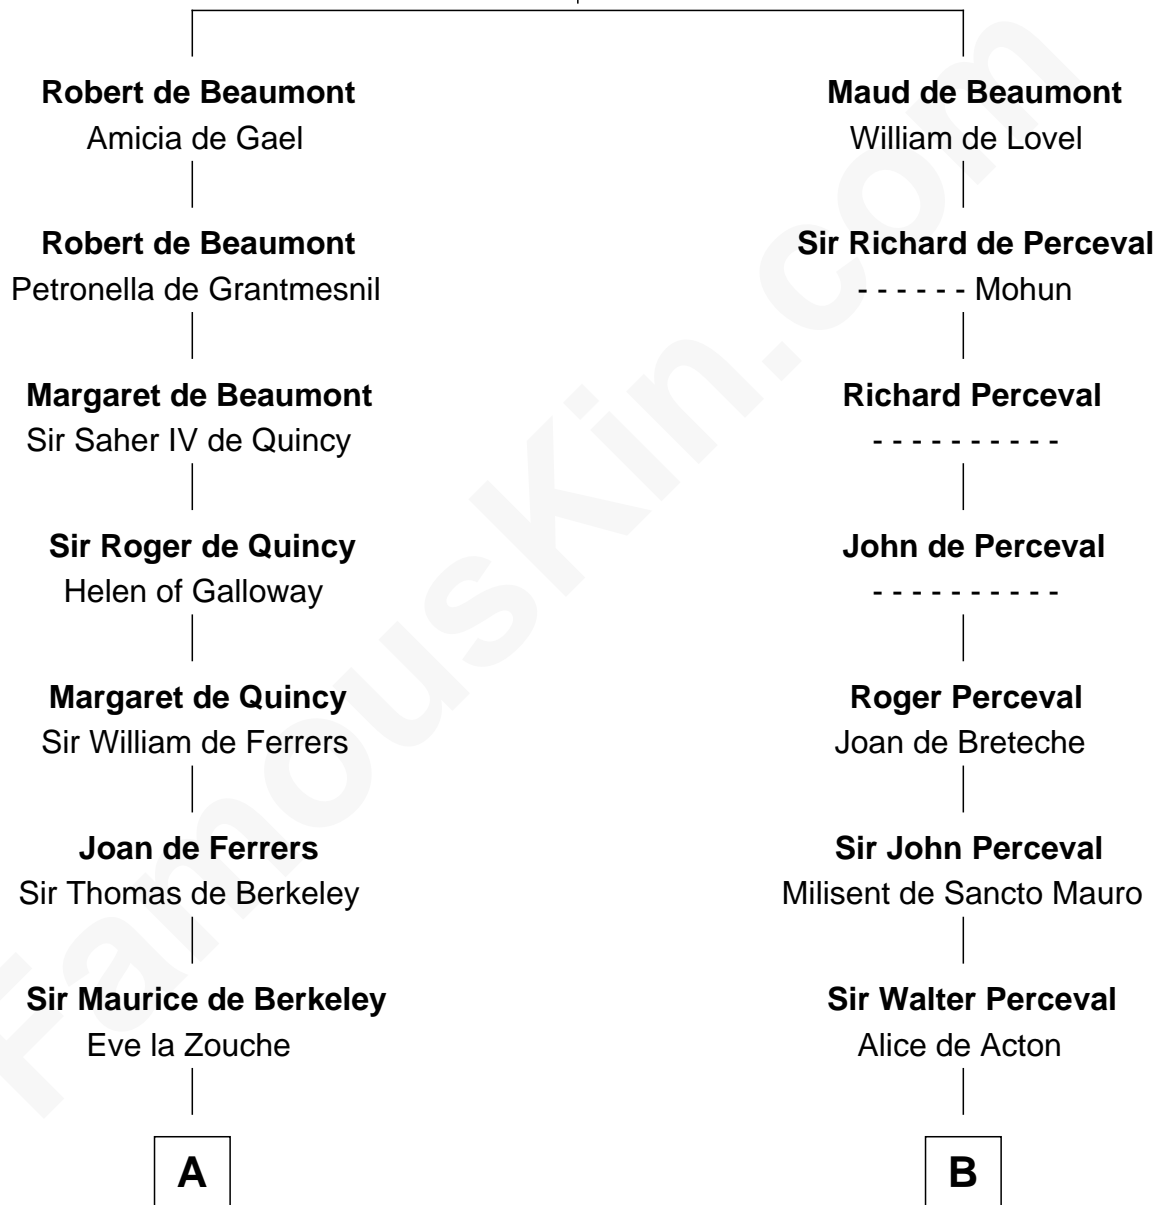 Robert de Beaumont
Amicia de Gael
Maud de Beaumont
William de Lovel
Robert de Beaumont
Petronella de Grantmesnil
Sir Richard de Perceval
- - - - - - Mohun
Margaret de Beaumont
Sir Saher IV de Quincy
Richard Perceval
- - - - - - - - - -
Sir Roger de Quincy
Helen of Galloway
John de Perceval
- - - - - - - - - -
Margaret de Quincy
Sir William de Ferrers
Roger Perceval
Joan de Breteche
Joan de Ferrers
Sir Thomas de Berkeley
Sir John Perceval
Milisent de Sancto Mauro
Sir Maurice de Berkeley
Eve la Zouche
Sir Walter Perceval
Alice de Acton
A
B
FamousKin.com